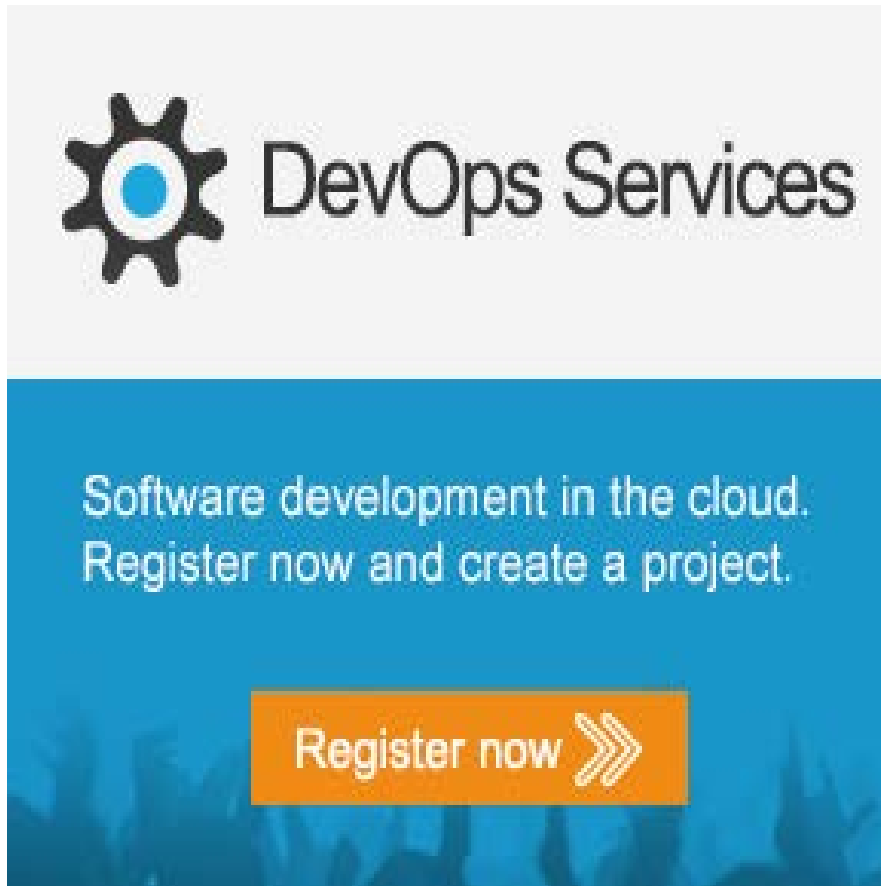 DevOps Services
Software development in the cloud.
Register now and create a project.
Register now